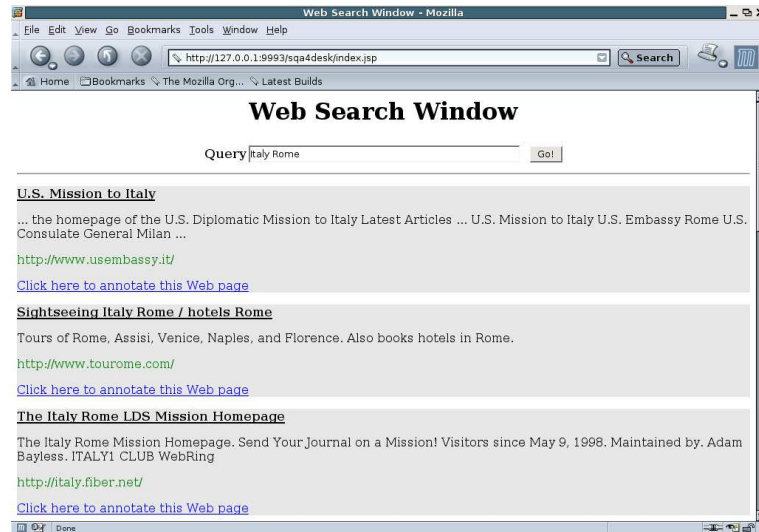 Web Search Window - Mozilla
File Edit View Go Bookmarks Tools Window Help
http://127.0.0.1:9993/sqa4desk/index.jsp Search
Home Bookmarks The Mozilla Org... Latest Builds
Web Search Window
Query Italy Rome Go!
U.S. Mission to Italy
... the homepage of the U.S. Diplomatic Mission to Italy Latest Articles ... U.S. Mission to Italy U.S. Embassy Rome U.S.
Consulate General Milan ...
http://www.usembassy.it/
Click here to annotate this Web page
Sightseeing Italy Rome / hotels Rome
Tours of Rome, Assisi, Venice, Naples, and Florence. Also books hotels in Rome.
http://www.tourome.com/
Click here to annotate this Web page
The Italy Rome LDS Mission Homepage
The Italy Rome Mission Homepage. Send Your Journal on a Mission! Visitors since May 9, 1998. Maintained by. Adam
Bayless. ITALY1 CLUB WebRing
http://italy.fiber.net/
Click here to annotate this Web page
Done